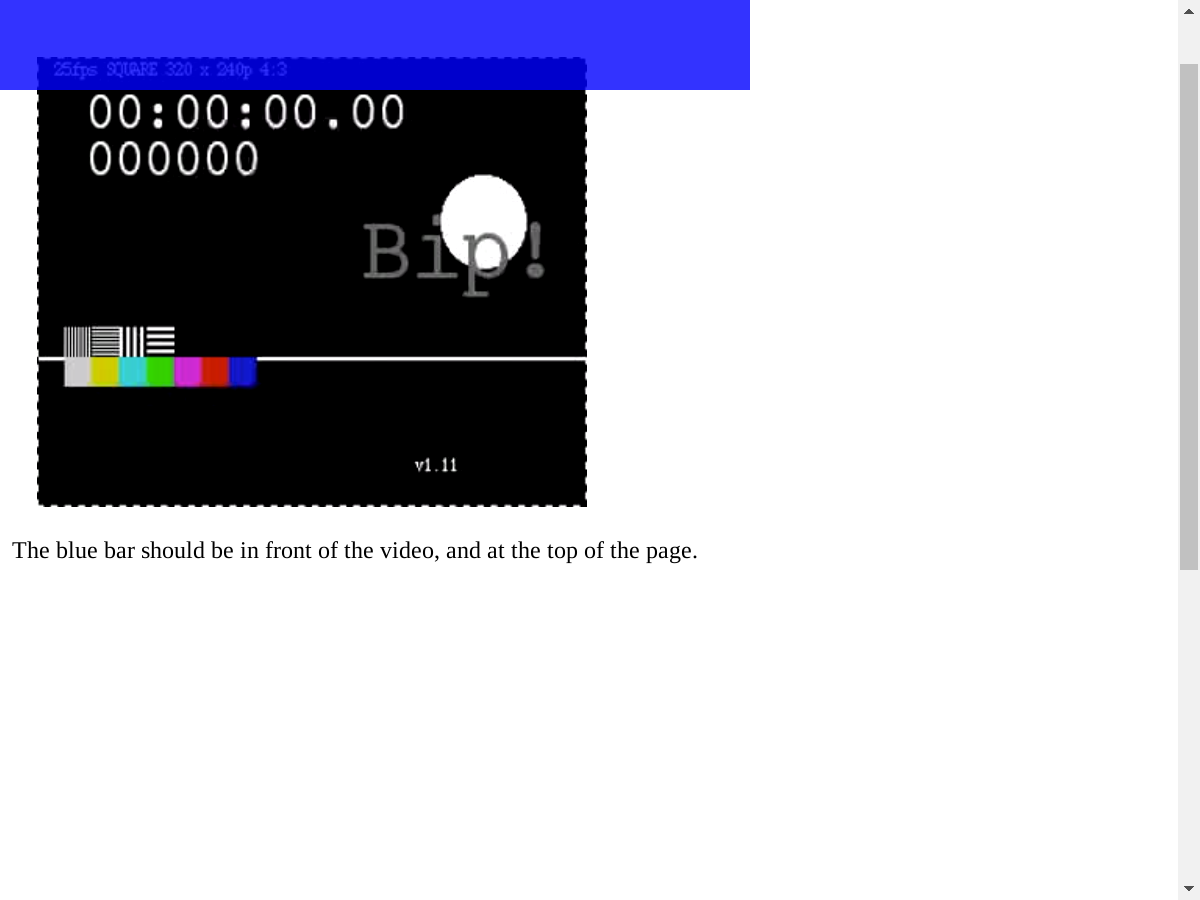 25fps SQUARE 320 x 240p 4:3
00:00:00.00
000000
Bip!
v1.11
The blue bar should be in front of the video, and at the top of the page.